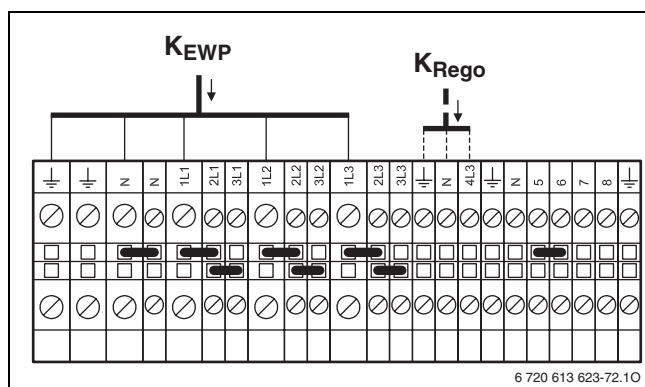 KEWP
KRego
N N 1L1 2L1 3L1 1L2 2L2 3L2 1L3 2L3 3L3 N 4L3 N 5 6 7 8
6 720 613 623-72.1O